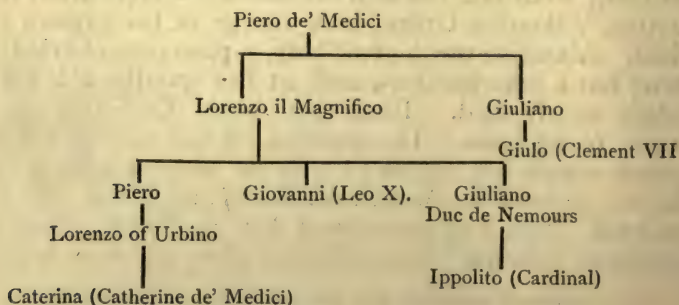 Piero de' Medici
Lorenzo il Magnifico Giuliano
Giulo (Clement VII
Piero Giovanni (Leo X). Giuliano
Duc de Nemours
Lorenzo of Urbino
Ippolito (Cardinal)
Caterina (Catherine de' Medici)